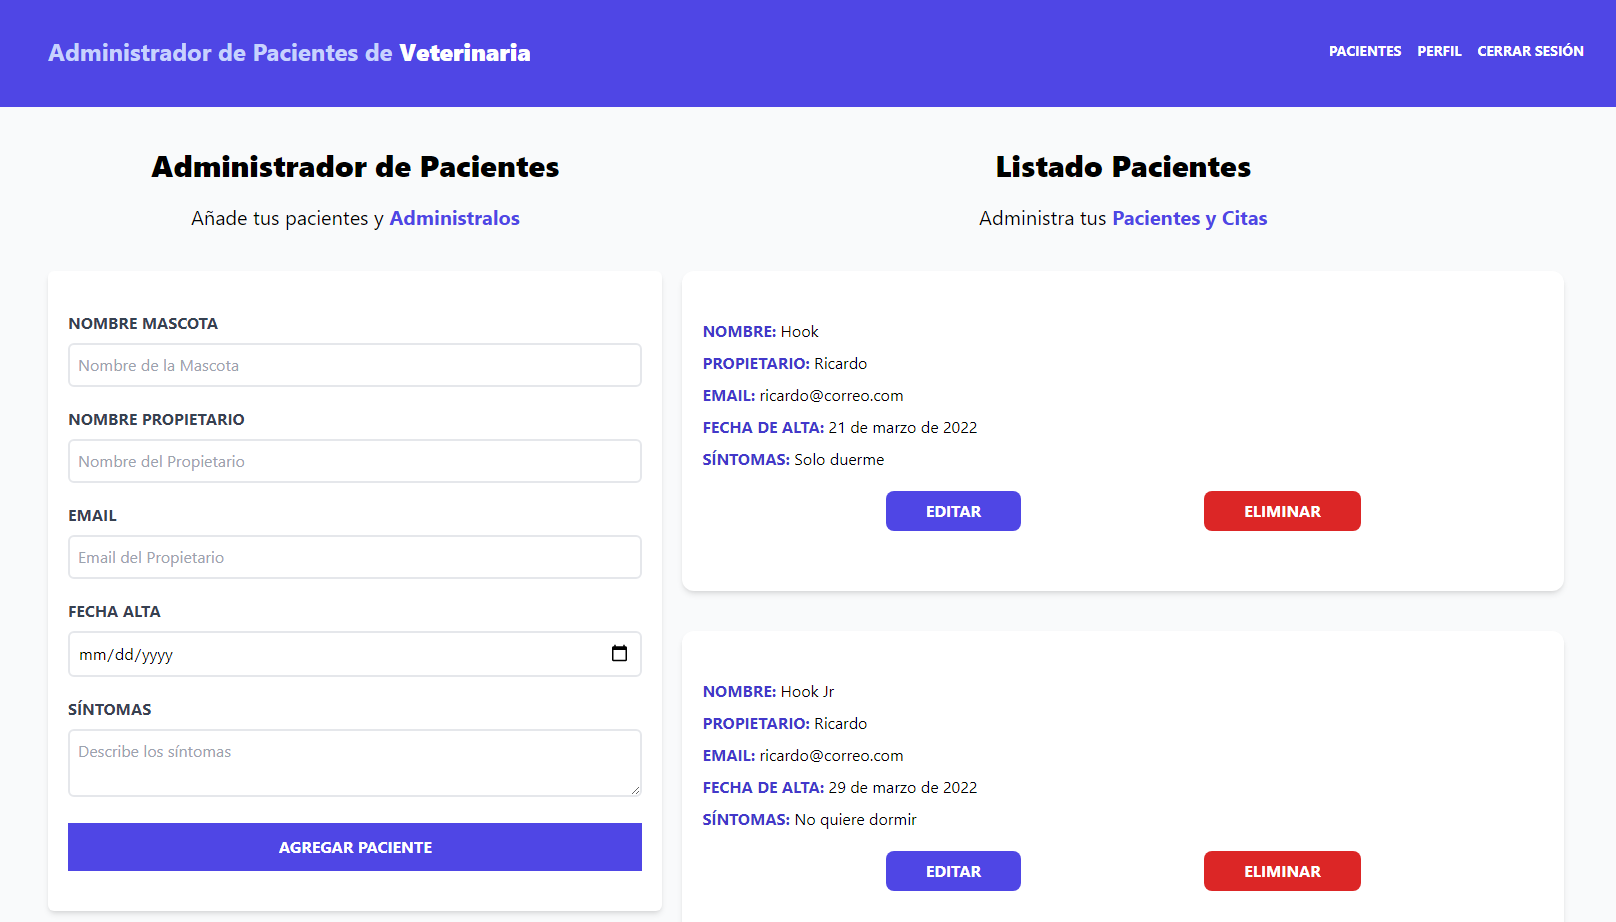 Administrador de Pacientes de Veterinaria
PACIENTES PERFIL CERRAR SESIÓN
Administrador de Pacientes
Añade tus pacientes y Administralos
NOMBRE MASCOTA
Nombre de la Mascota
NOMBRE PROPIETARIO
Nombre del Propietario
EMAIL
Email del Propietario
FECHA ALTA
mm/dd/yyyy
SÍNTOMAS
Describe los síntomas
AGREGAR PACIENTE
Listado Pacientes
Administra tus Pacientes y Citas
NOMBRE: Hook
PROPIETARIO: Ricardo
EMAIL: ricardo@correo.com
FECHA DE ALTA: 21 de marzo de 2022
SÍNTOMAS: Solo duerme
EDITAR ELIMINAR
NOMBRE: Hook Jr
PROPIETARIO: Ricardo
EMAIL: ricardo@correo.com
FECHA DE ALTA: 29 de marzo de 2022
SÍNTOMAS: No quiere dormir
EDITAR ELIMINAR